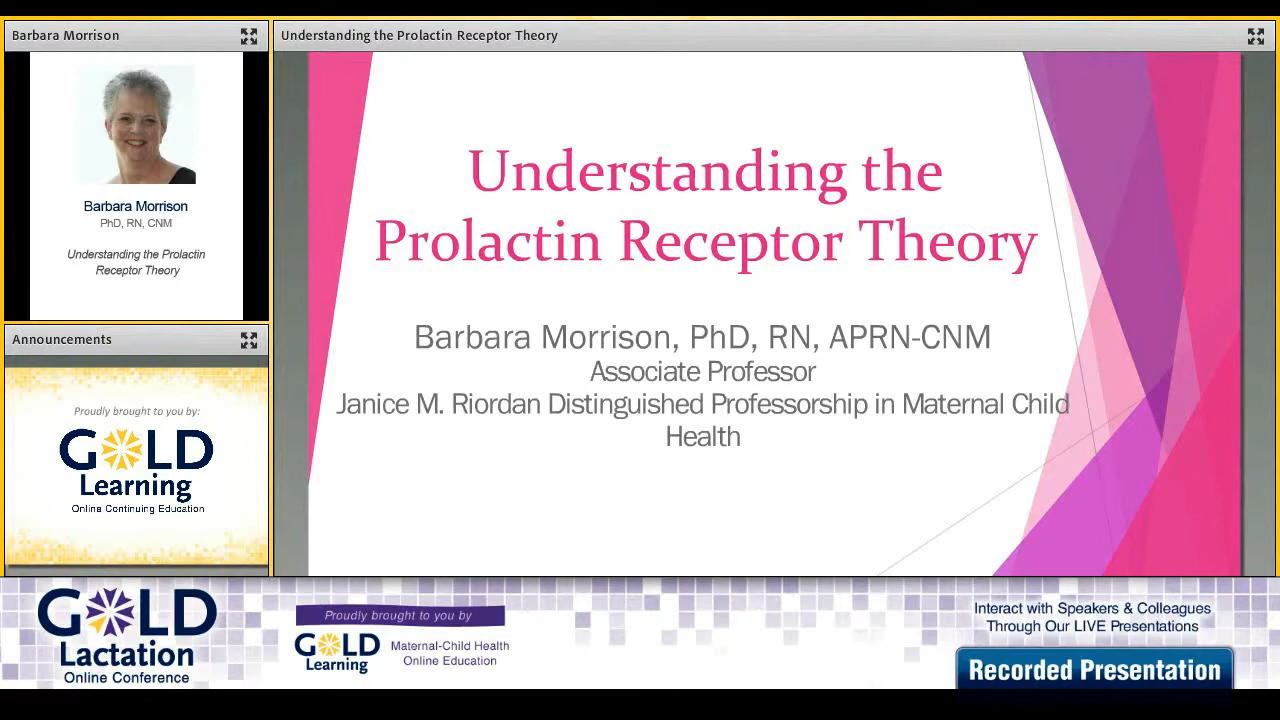 Barbara Morrison
Barbara Morrison
PhD, RN, CNM
Understanding the Prolactin
Receptor Theory
Announcements
Proudly brought to you by:
GOLD
Learning
Online Continuing Education
Understanding the Prolactin Receptor Theory
Understanding the
Prolactin Receptor Theory
Barbara Morrison, PhD, RN, APRN-CNM
Associate Professor
Janice M. Riordan Distinguished Professorship in Maternal Child
Health
GOLD
Lactation
Online Conference
Proudly brought to you by
GOLD
Learning
Maternal-Child Health
Online Education
Interact with Speakers & Colleagues
Through Our LIVE Presentations
Recorded Presentation